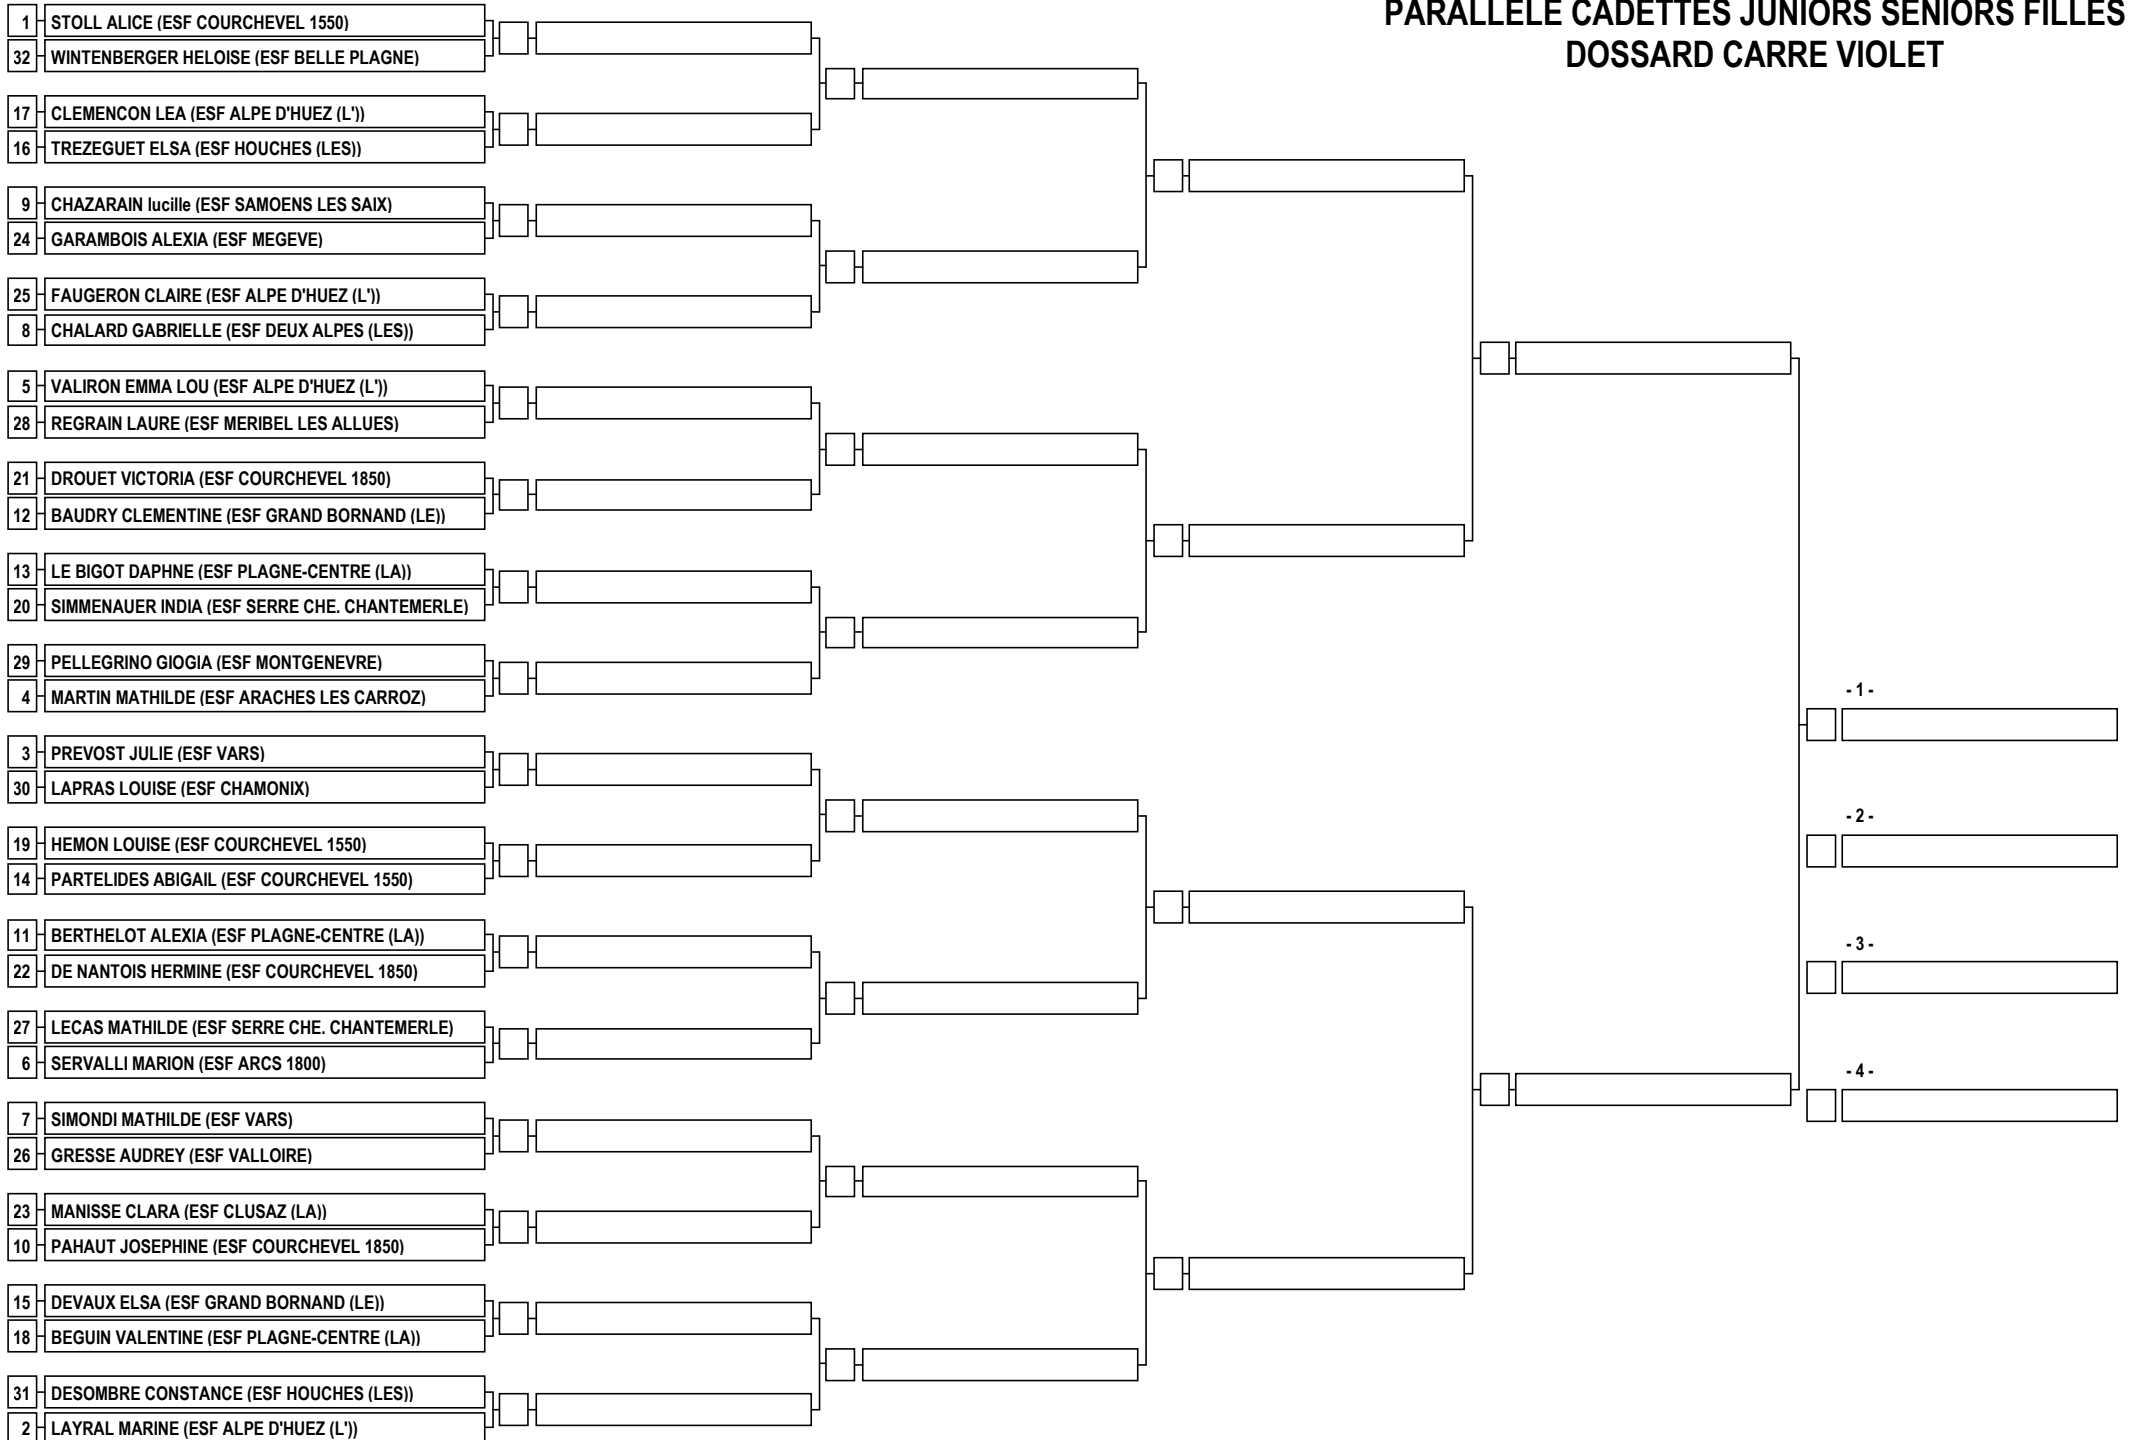 PARALLELE CADETTES JUNIORS SENIORS FILLES
DOSSARD CARRE VIOLET
1 STOLL ALICE (ESF COURCHEVEL 1550)
32 WINTENBERGER HELOISE (ESF BELLE PLAGNE)
17 CLEMENCON LEA (ESF ALPE D'HUEZ (L'))
16 TREZEGUET ELSA (ESF HOUCHES (LES))
9 CHAZARAIN lucille (ESF SAMOENS LES SAIX)
24 GARAMBOIS ALEXIA (ESF MEGEVE)
25 FAUGERON CLAIRE (ESF ALPE D'HUEZ (L'))
8 CHALARD GABRIELLE (ESF DEUX ALPES (LES))
5 VALIRON EMMA LOU (ESF ALPE D'HUEZ (L'))
28 REGRAIN LAURE (ESF MERIBEL LES ALLUES)
21 DROUET VICTORIA (ESF COURCHEVEL 1850)
12 BAUDRY CLEMENTINE (ESF GRAND BORNAND (LE))
13 LE BIGOT DAPHNE (ESF PLAGNE-CENTRE (LA))
20 SIMMENAUER INDIA (ESF SERRE CHE. CHANTEMERLE)
29 PELLEGRINO GIOGIA (ESF MONTGENEVRE)
4 MARTIN MATHILDE (ESF ARACHES LES CARROZ)
3 PREVOST JULIE (ESF VARS)
30 LAPRAS LOUISE (ESF CHAMONIX)
19 HEMON LOUISE (ESF COURCHEVEL 1550)
14 PARTELIDES ABIGAIL (ESF COURCHEVEL 1550)
11 BERTHELOT ALEXIA (ESF PLAGNE-CENTRE (LA))
22 DE NANTOIS HERMINE (ESF COURCHEVEL 1850)
27 LECAS MATHILDE (ESF SERRE CHE. CHANTEMERLE)
6 SERVALLI MARION (ESF ARCS 1800)
7 SIMONDI MATHILDE (ESF VARS)
26 GRESSE AUDREY (ESF VALLOIRE)
23 MANISSE CLARA (ESF CLUSAZ (LA))
10 PAHAUT JOSEPHINE (ESF COURCHEVEL 1850)
15 DEVAUX ELSA (ESF GRAND BORNAND (LE))
18 BEGUIN VALENTINE (ESF PLAGNE-CENTRE (LA))
31 DESOMBRE CONSTANCE (ESF HOUCHES (LES))
2 LAYRAL MARINE (ESF ALPE D'HUEZ (L'))
- 1 -
- 2 -
- 3 -
- 4 -